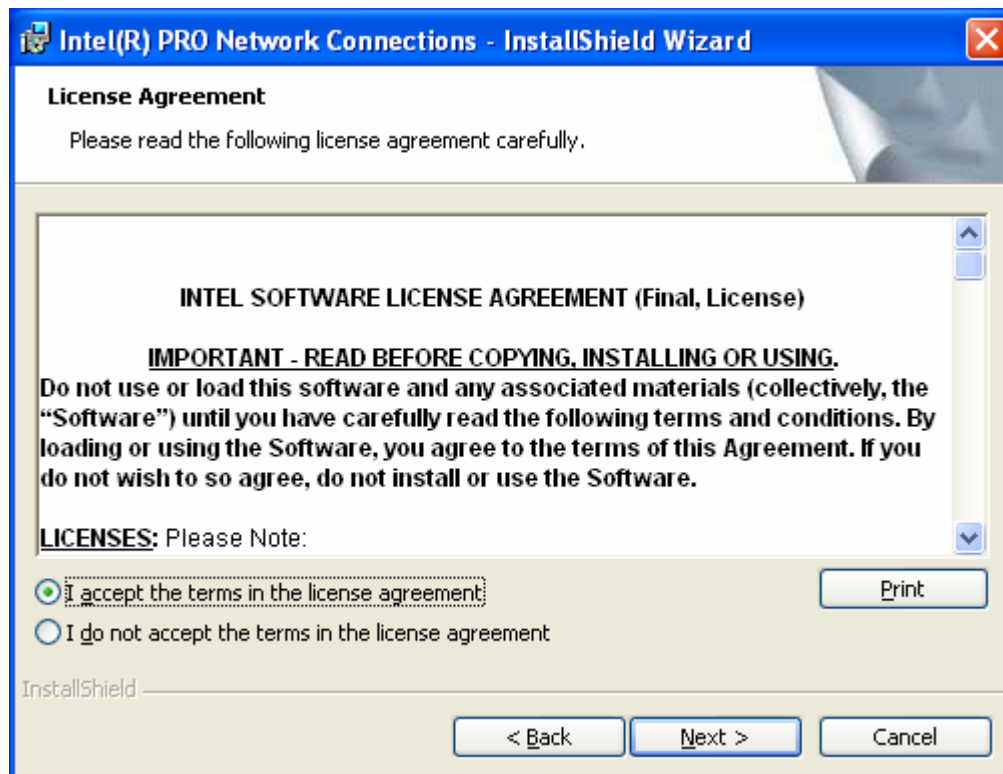 Intel(R) PRO Network Connections - InstallShield Wizard
License Agreement
Please read the following license agreement carefully.
INTEL SOFTWARE LICENSE AGREEMENT (Final, License)
IMPORTANT - READ BEFORE COPYING, INSTALLING OR USING.
Do not use or load this software and any associated materials (collectively, the
“Software”) until you have carefully read the following terms and conditions. By
loading or using the Software, you agree to the terms of this Agreement. If you
do not wish to so agree, do not install or use the Software.
LICENSES: Please Note:
I accept the terms in the license agreement
Print
I do not accept the terms in the license agreement
InstallShield
< Back
Next >
Cancel